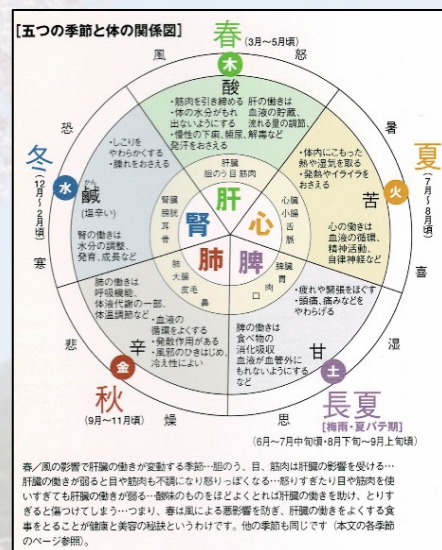 [五つの季節と体の関係図]
春
(3月～5月頃)
木
風
怒
酸
・筋肉を引き締める
・体の水分がもれ
出ないようにする
・慢性の下痢、頻尿、
発汗をおさえる
肝の働きは
血液の貯蔵、
流れる量の調節、
解毒など
肝臓
胆のう 目 筋肉
肝
暑
夏
(7月～8月)
火
喜
苦
・体内にこもった
熱や湿気を取る
・発熱やイライラを
おさえる
心の働きは
血液の循環、
精神活動、
自律神経など
心臓
小腸
舌
脈
心
湿
土
長夏
[梅雨・夏バテ期]
(6月～7月中旬頃・8月下旬～9月上旬頃)
思
甘
・疲れや緊張をほぐす
・頭痛、痛みなどを
やわらげる
脾の働きは
食べ物の
消化吸収
血液が血管外に
もれないようにする
など
脾臓
胃
肉
口
脾
燥
金
秋
(9月～11月頃)
悲
辛
肺の働きは
呼吸機能、
体液代謝の一部、
体温調節など
・血液の
循環をよくする
・発散作用がある
・風邪のひきはじめ、
冷え性によい
肺
大腸
皮毛
鼻
肺
寒
水
冬
(12月～2月頃)
恐
かん
鹹
(塩辛い)
・しこりを
やわらかくする
・腫れをおさえる
腎の働きは
水分の調整、
発育、成長など
腎臓
膀胱
耳
骨
腎
春／風の影響で肝臓の働きが変動する季節…胆のう、目、筋肉は肝臓の影響を受ける…
肝臓の働きが弱ると目や筋肉も不調になり怒りっぽくなる…怒りすぎたり目や筋肉を使
いすぎても肝臓の働きが弱る…酸味のものをほどよくとれば肝臓の働きを助け、とりす
ぎると傷つけてしまう…つまり、春は風による悪影響を防ぎ、肝臓の働きをよくする食
事をとることが健康と美容の秘訣というわけです。他の季節も同じです（本文の各季節
のページ参照）。